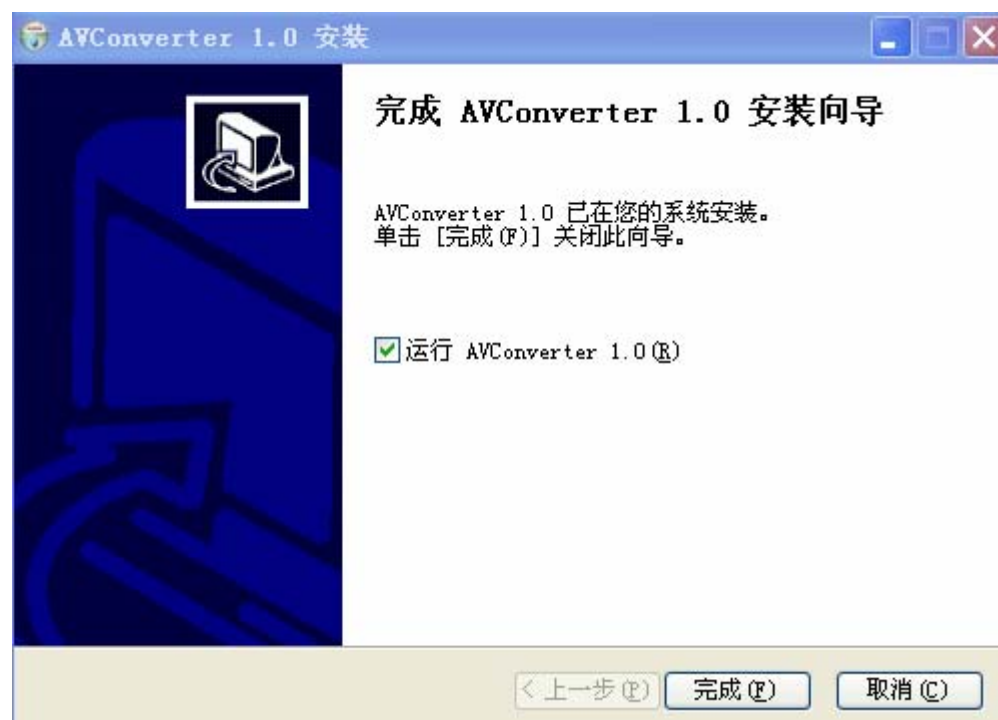 AVConverter 1.0 安装
完成 AVConverter 1.0 安装向导
AVConverter 1.0 已在您的系统安装。
单击 [完成(F)] 关闭此向导。
运行 AVConverter 1.0(R)
< 上一步(P) 完成(F) 取消(C)